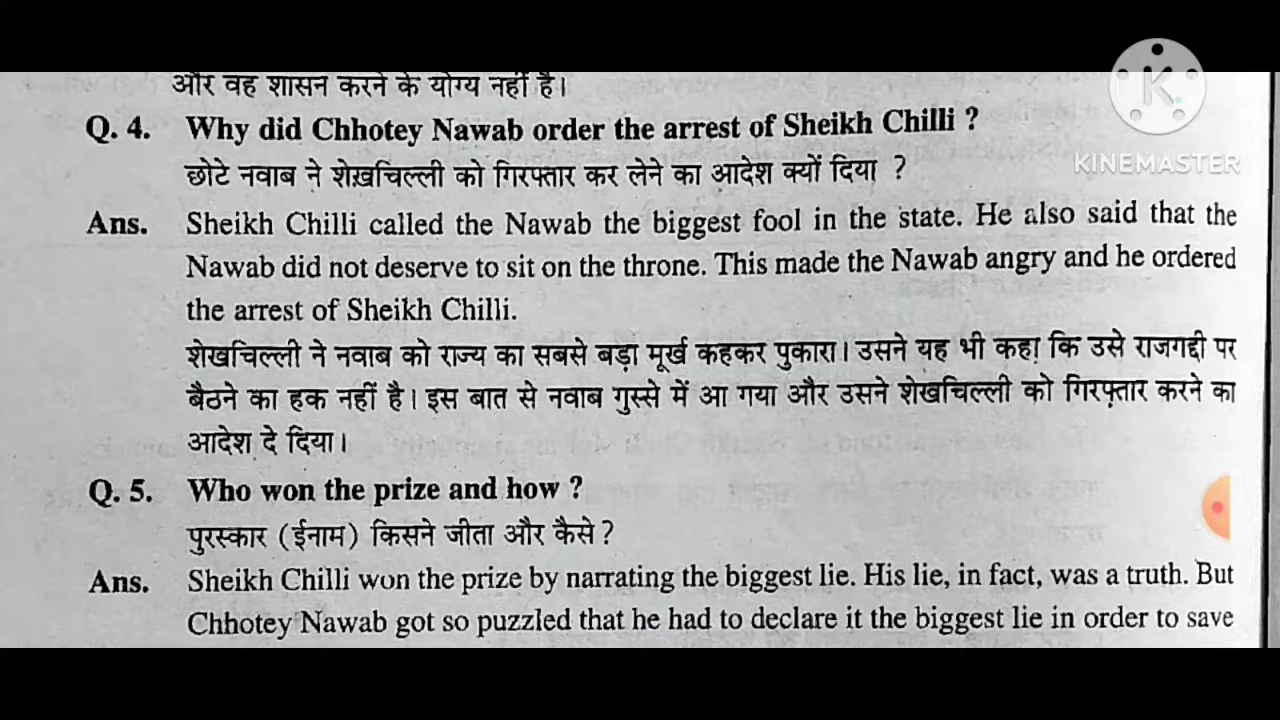 और वह शासन करने के योग्य नहीं है।
KINEMASTER
Q. 4. Why did Chhotey Nawab order the arrest of Sheikh Chilli ?
छोटे नवाब ने शेख़चिल्ली को गिरफ्तार कर लेने का आदेश क्यों दिया ?
Ans. Sheikh Chilli called the Nawab the biggest fool in the state. He also said that the
Nawab did not deserve to sit on the throne. This made the Nawab angry and he ordered
the arrest of Sheikh Chilli.
शेखचिल्ली ने नवाब को राज्य का सबसे बड़ा मूर्ख कहकर पुकारा। उसने यह भी कहा कि उसे राजगद्दी पर
बैठने का हक नहीं है। इस बात से नवाब गुस्से में आ गया और उसने शेखचिल्ली को गिरफ़्तार करने का
आदेश दे दिया।
Q. 5. Who won the prize and how ?
पुरस्कार (ईनाम) किसने जीता और कैसे ?
Ans. Sheikh Chilli won the prize by narrating the biggest lie. His lie, in fact, was a truth. But
Chhotey Nawab got so puzzled that he had to declare it the biggest lie in order to save